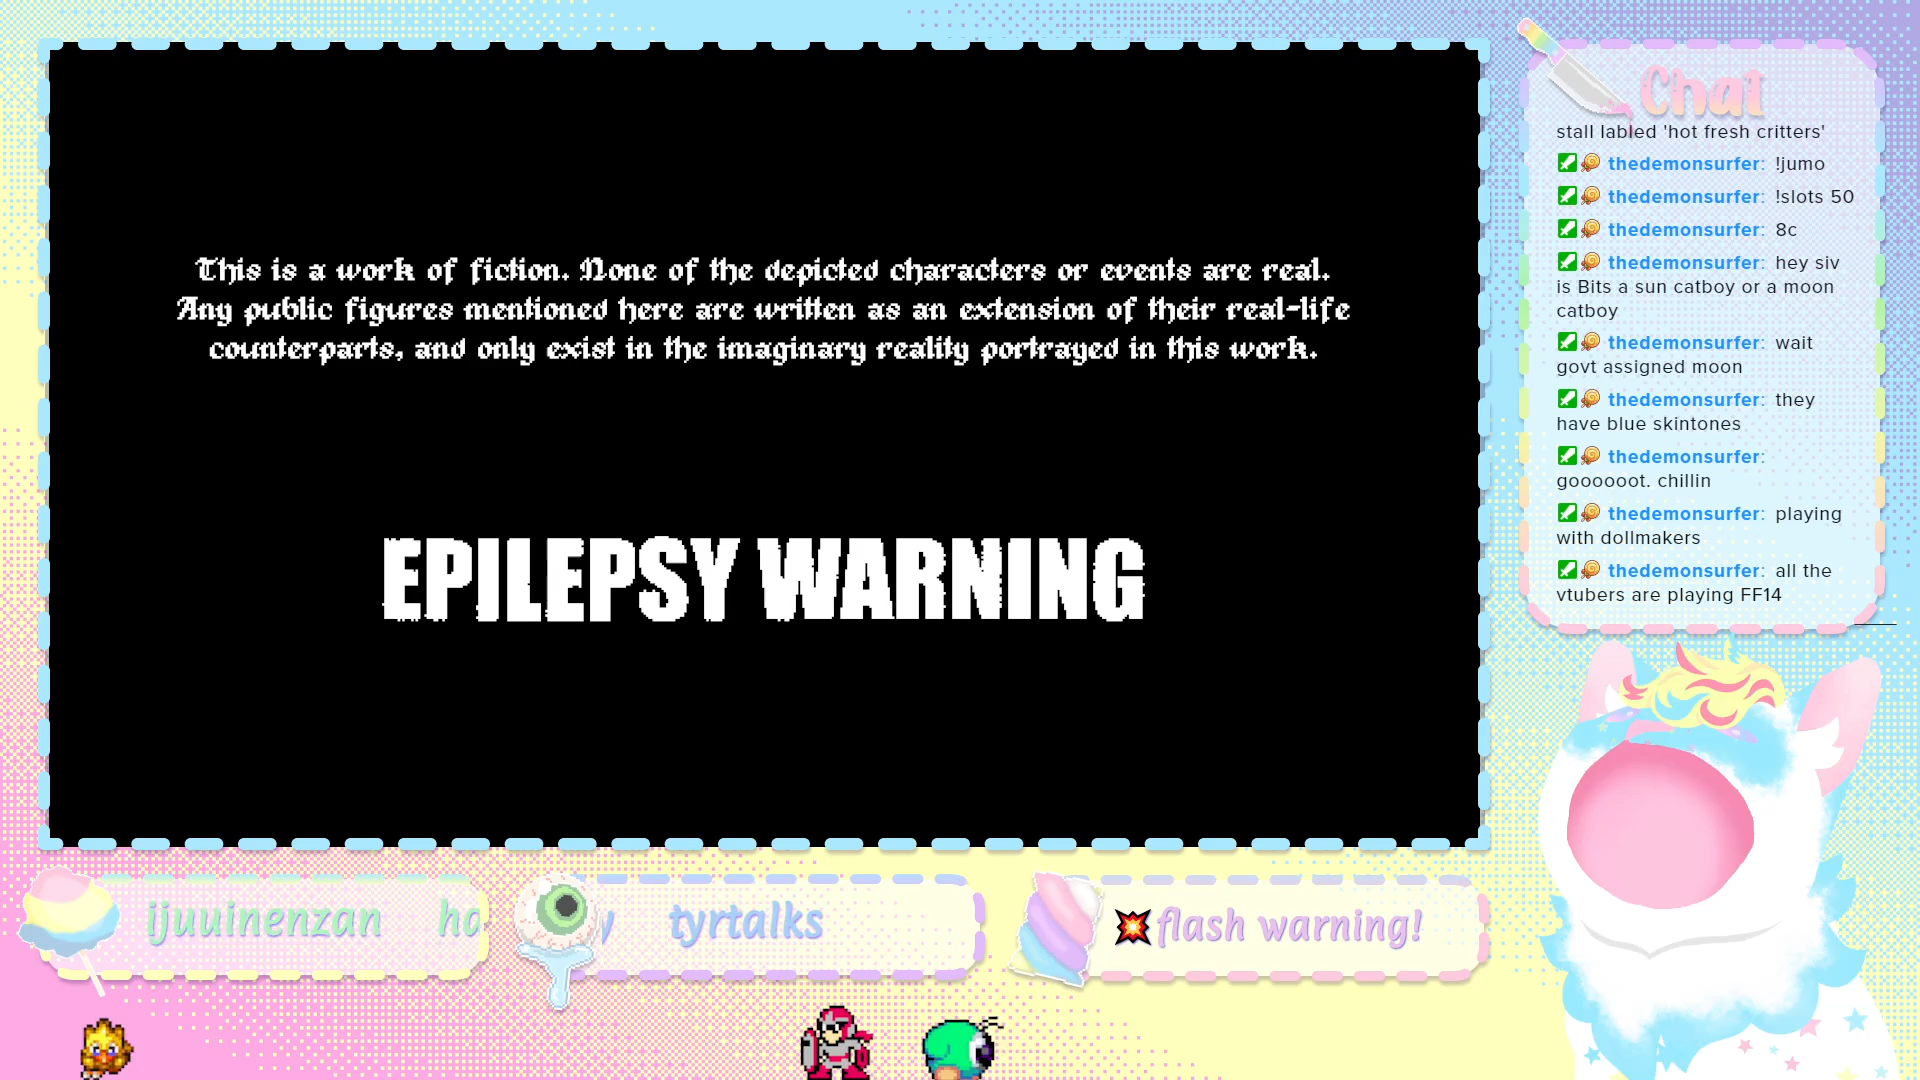 This is a work of fiction. None of the depicted characters or events are real.
Any public figures mentioned here are written as an extension of their real-life
counterparts, and only exist in the imaginary reality portrayed in this work.
EPILEPSY WARNING
Chat
stall labled 'hot fresh critters'
thedemonsurfer: !jumo
thedemonsurfer: !slots 50
thedemonsurfer: 8c
thedemonsurfer: hey siv
is Bits a sun catboy or a moon
catboy
thedemonsurfer: wait
govt assigned moon
thedemonsurfer: they
have blue skintones
thedemonsurfer:
goooooot. chillin
thedemonsurfer: playing
with dollmakers
thedemonsurfer: all the
vtubers are playing FF14
ijuuinenzan ho
y tyrtalks
flash warning!